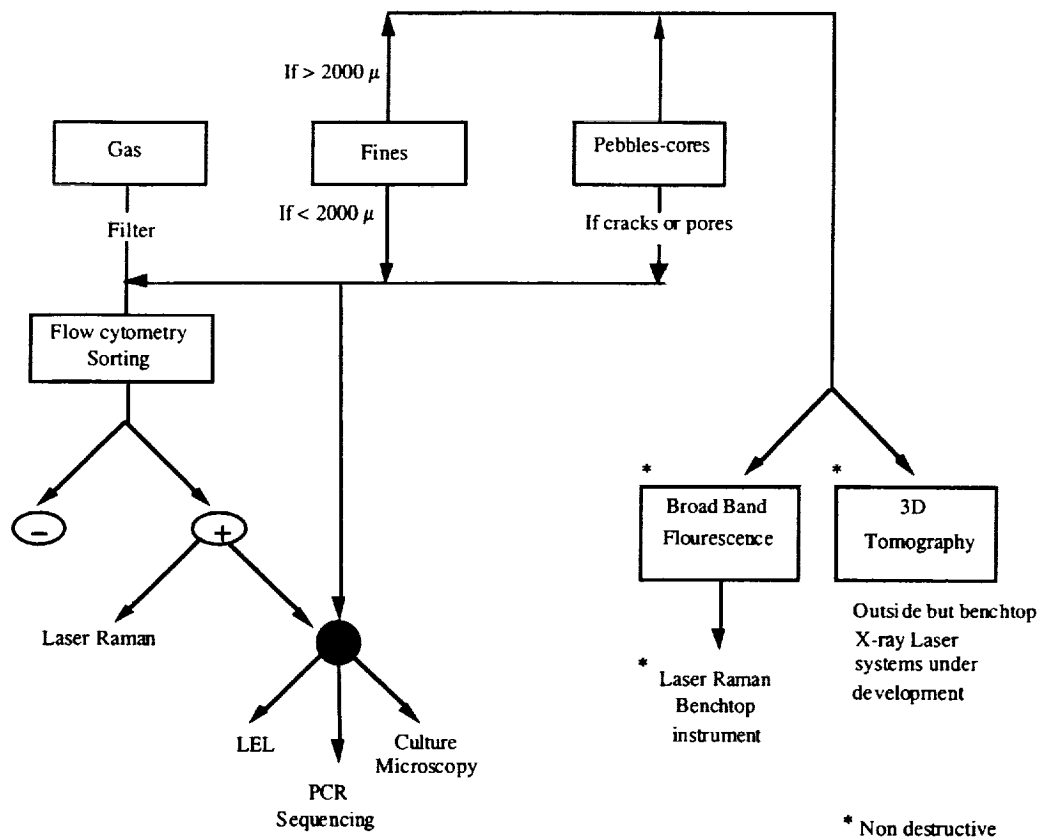 If > 2000 μ
Gas
Fines
Pebbles-cores
Filter
If < 2000 μ
If cracks or pores
Flow cytometry
Sorting
–
+
*
Broad Band
Flourescence
*
3D
Tomography
Laser Raman
*
Laser Raman
Benchtop
instrument
Outside but benchtop
X-ray Laser
systems under
development
LEL
PCR
Sequencing
Culture
Microscopy
* Non destructive